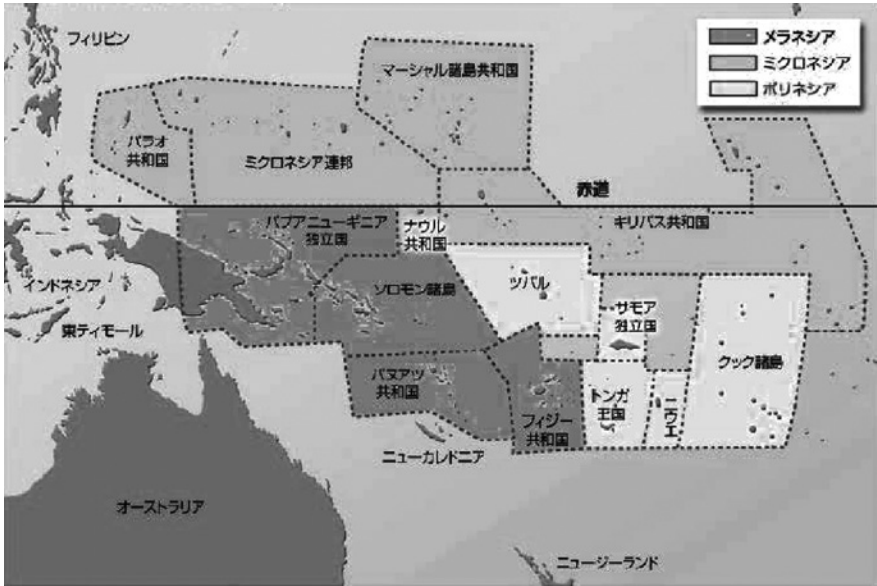 フィリピン
マーシャル諸島共和国
メラネシア
ミクロネシア
ポリネシア
パラオ
共和国
ミクロネシア連邦
赤道
パプアニューギニア
独立国
ナウル
共和国
キリバス共和国
インドネシア
ソロモン諸島
ツバル
サモア
独立国
東ティモール
クック諸島
バヌアツ
共和国
フィジー
共和国
トンガ
王国
ニウエ
ニューカレドニア
オーストラリア
ニュージーランド